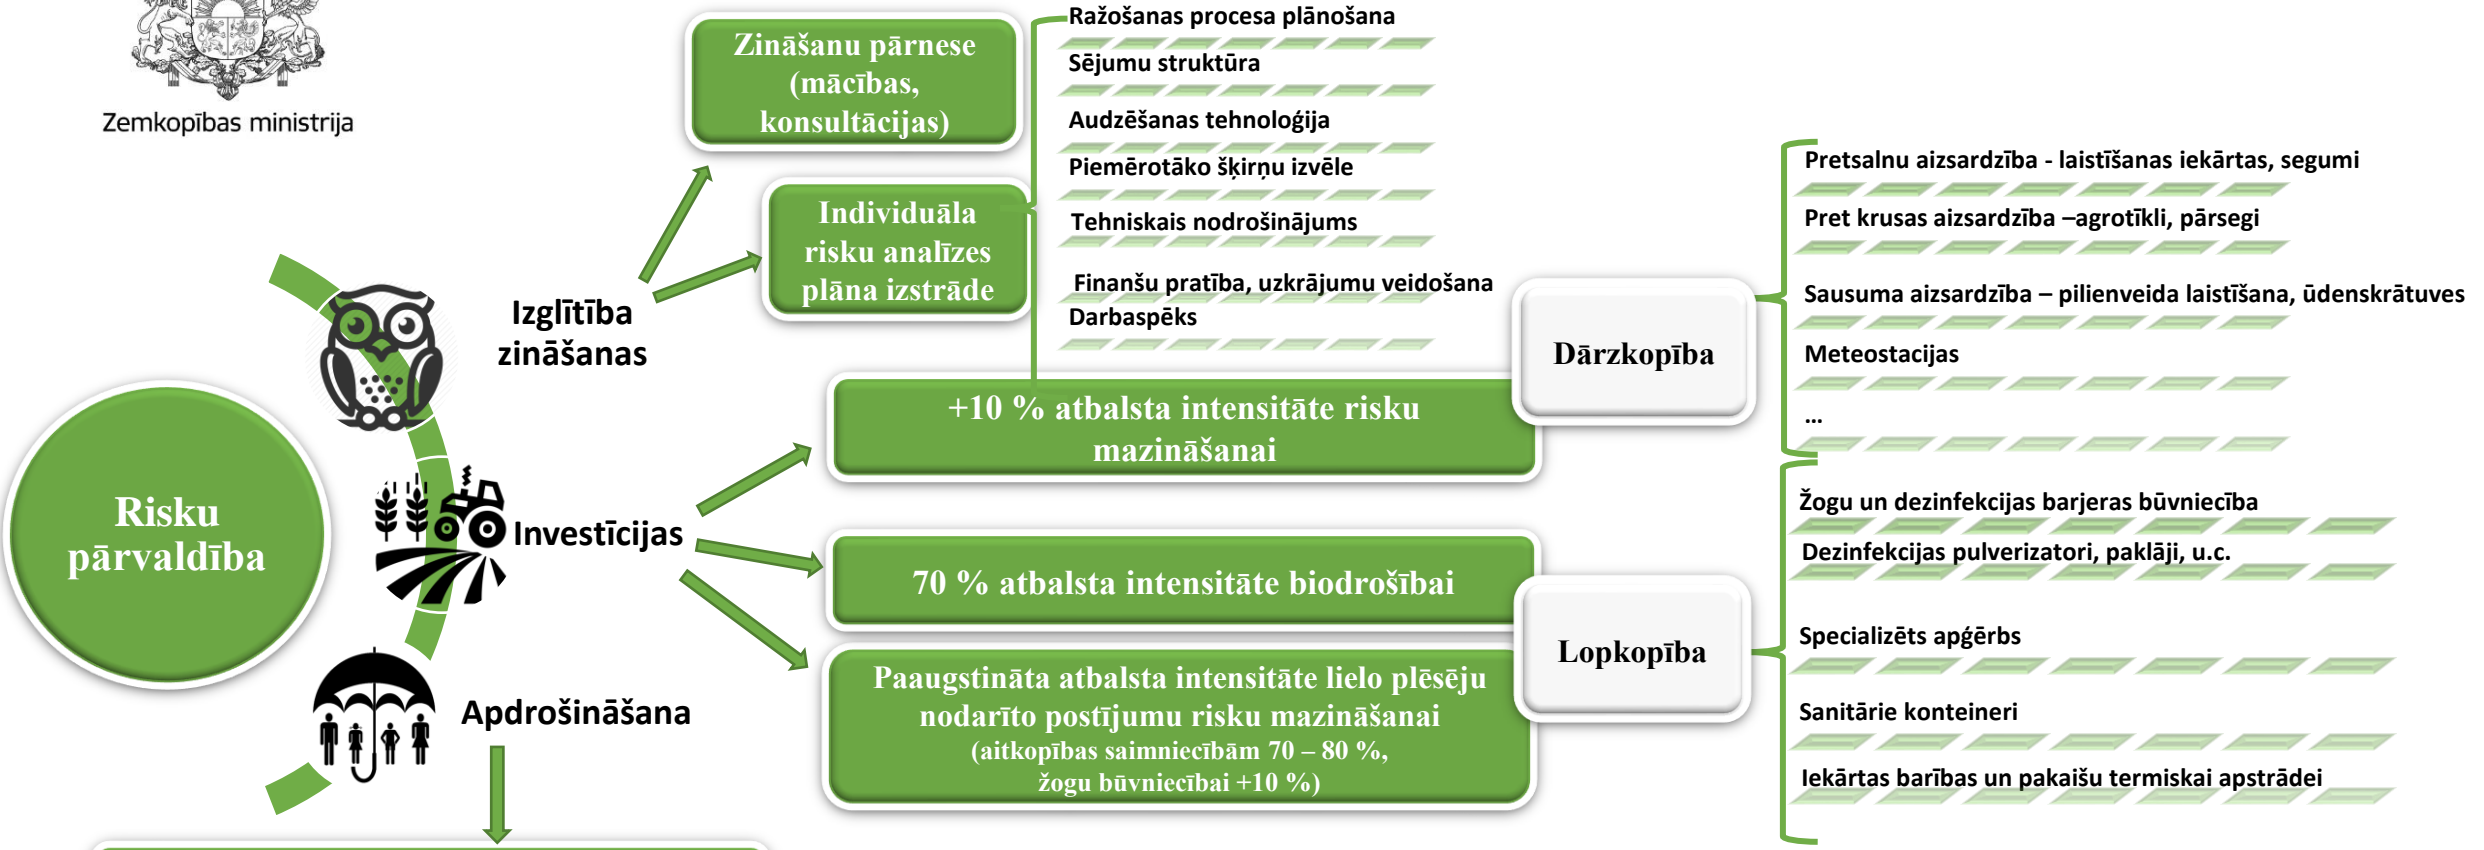 Zemkopības ministrija
Risku
pārvaldība
Izglītība
zināšanas
Zināšanu pārnese
(mācības,
konsultācijas)
Individuāla
risku analīzes
plāna izstrāde
Ražošanas procesa plānošana
Sējumu struktūra
Audzēšanas tehnoloģija
Piemērotāko šķirņu izvēle
Tehniskais nodrošinājums
Finanšu pratība, uzkrājumu veidošana
Darbaspēks
Investīcijas
+10 % atbalsta intensitāte risku
mazināšanai
70 % atbalsta intensitāte biodrošībai
Paaugstināta atbalsta intensitāte lielo plēsēju
nodarīto postījumu risku mazināšanai
(aitkopības saimniecībām 70 – 80 %,
žogu būvniecībai +10 %)
Dārzkopība
Pretsalnu aizsardzība - laistīšanas iekārtas, segumi
Pret krusas aizsardzība –agrotīkli, pārsegi
Sausuma aizsardzība – pilienveida laistīšana, ūdenskrātuves
Meteostacijas
...
Lopkopība
Žogu un dezinfekcijas barjeras būvniecība
Dezinfekcijas pulverizatori, paklāji, u.c.
Specializēts apģērbs
Sanitārie konteineri
Iekārtas barības un pakaišu termiskai apstrādei
Apdrošināšana